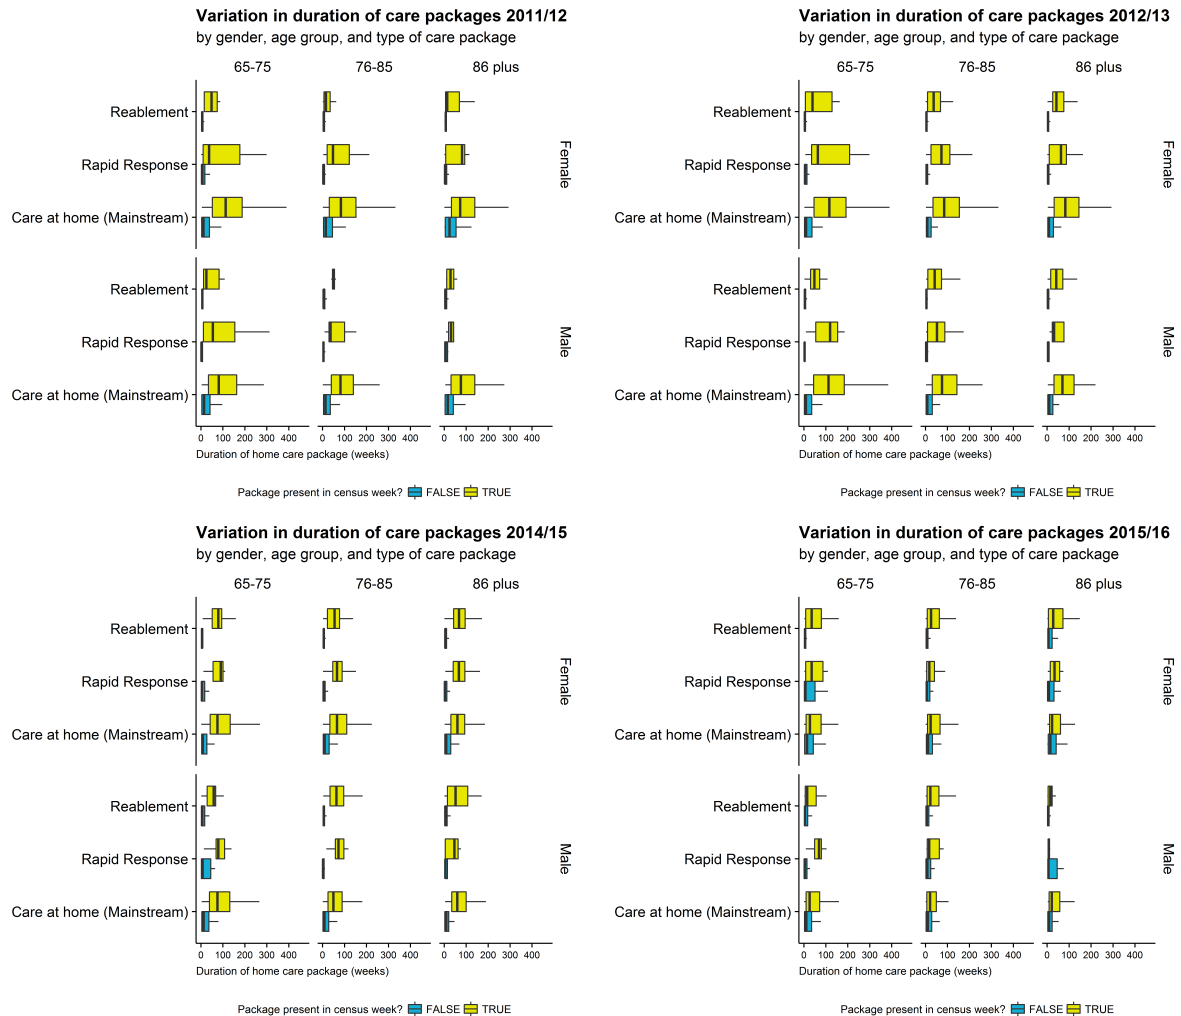 Variation in duration of care packages 2011/12
by gender, age group, and type of care package
65-75 76-85 86 plus
Reablement
Rapid Response
Care at home (Mainstream)
Female
Reablement
Rapid Response
Care at home (Mainstream)
Male
0 100 200 300 400 0 100 200 300 400 0 100 200 300 400
Duration of home care package (weeks)
Package present in census week? FALSE TRUE
Variation in duration of care packages 2012/13
by gender, age group, and type of care package
65-75 76-85 86 plus
Reablement
Rapid Response
Care at home (Mainstream)
Female
Reablement
Rapid Response
Care at home (Mainstream)
Male
0 100 200 300 400 0 100 200 300 400 0 100 200 300 400
Duration of home care package (weeks)
Package present in census week? FALSE TRUE
Variation in duration of care packages 2014/15
by gender, age group, and type of care package
65-75 76-85 86 plus
Reablement
Rapid Response
Care at home (Mainstream)
Female
Reablement
Rapid Response
Care at home (Mainstream)
Male
0 100 200 300 400 0 100 200 300 400 0 100 200 300 400
Duration of home care package (weeks)
Package present in census week? FALSE TRUE
Variation in duration of care packages 2015/16
by gender, age group, and type of care package
65-75 76-85 86 plus
Reablement
Rapid Response
Care at home (Mainstream)
Female
Reablement
Rapid Response
Care at home (Mainstream)
Male
0 100 200 300 400 0 100 200 300 400 0 100 200 300 400
Duration of home care package (weeks)
Package present in census week? FALSE TRUE